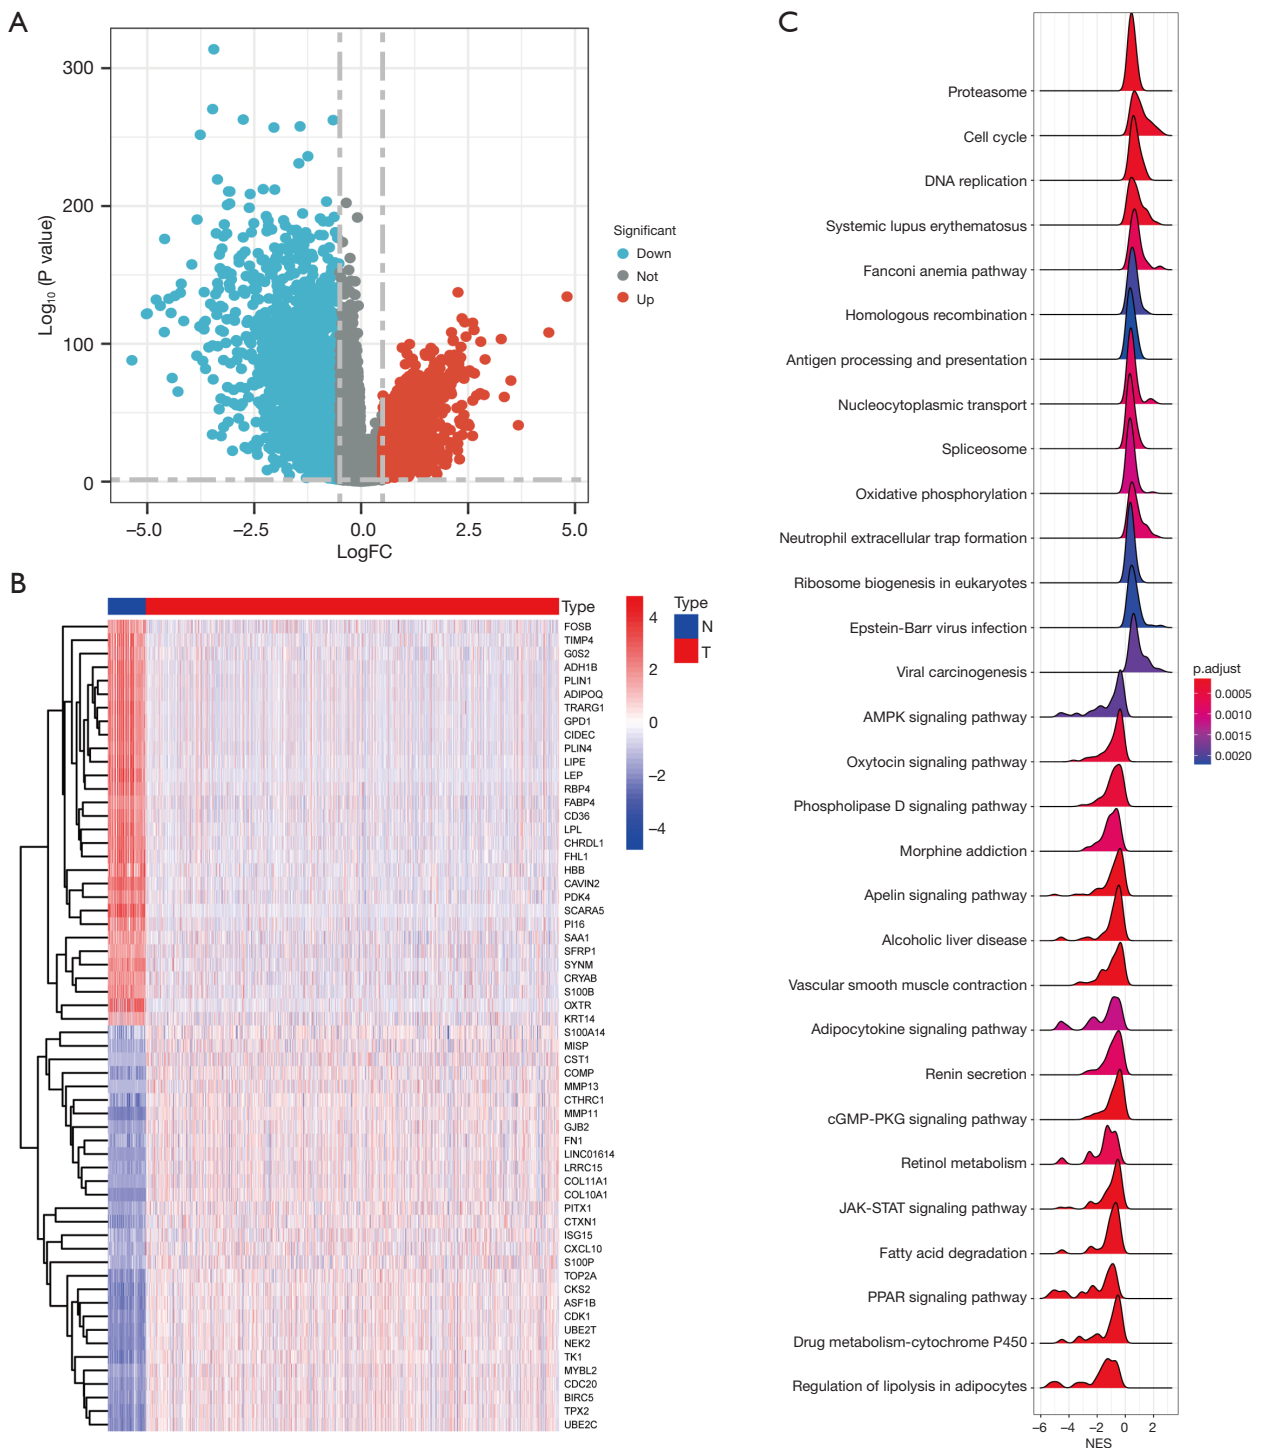 A
300
200
100
0
Log10 (P value)
−5.0
−2.5
0.0
2.5
5.0
LogFC
Significant
Down
Not
Up
B
Type
FOSB
TIMP4
G0S2
ADH1B
PLIN1
ADIPOQ
TRARG1
GPD1
CIDEC
PLIN4
LIPE
LEP
RBP4
FABP4
CD36
LPL
CHRDL1
FHL1
HBB
CAVIN2
PDK4
SCARA5
PI16
SAA1
SFRP1
SYNM
CRYAB
S100B
OXTR
KRT14
S100A14
MISP
CST1
COMP
MMP13
CTHRC1
MMP11
GJB2
FN1
LINC01614
LRRC15
COL11A1
COL10A1
PITX1
CTXN1
ISG15
CXCL10
S100P
TOP2A
CKS2
ASF1B
CDK1
UBE2T
NEK2
TK1
MYBL2
CDC20
BIRC5
TPX2
UBE2C
4
2
0
−2
−4
Type
N
T
C
Proteasome
Cell cycle
DNA replication
Systemic lupus erythematosus
Fanconi anemia pathway
Homologous recombination
Antigen processing and presentation
Nucleocytoplasmic transport
Spliceosome
Oxidative phosphorylation
Neutrophil extracellular trap formation
Ribosome biogenesis in eukaryotes
Epstein-Barr virus infection
Viral carcinogenesis
AMPK signaling pathway
Oxytocin signaling pathway
Phospholipase D signaling pathway
Morphine addiction
Apelin signaling pathway
Alcoholic liver disease
Vascular smooth muscle contraction
Adipocytokine signaling pathway
Renin secretion
cGMP-PKG signaling pathway
Retinol metabolism
JAK-STAT signaling pathway
Fatty acid degradation
PPAR signaling pathway
Drug metabolism-cytochrome P450
Regulation of lipolysis in adipocytes
−6
−4
−2
0
2
NES
p.adjust
0.0005
0.0010
0.0015
0.0020